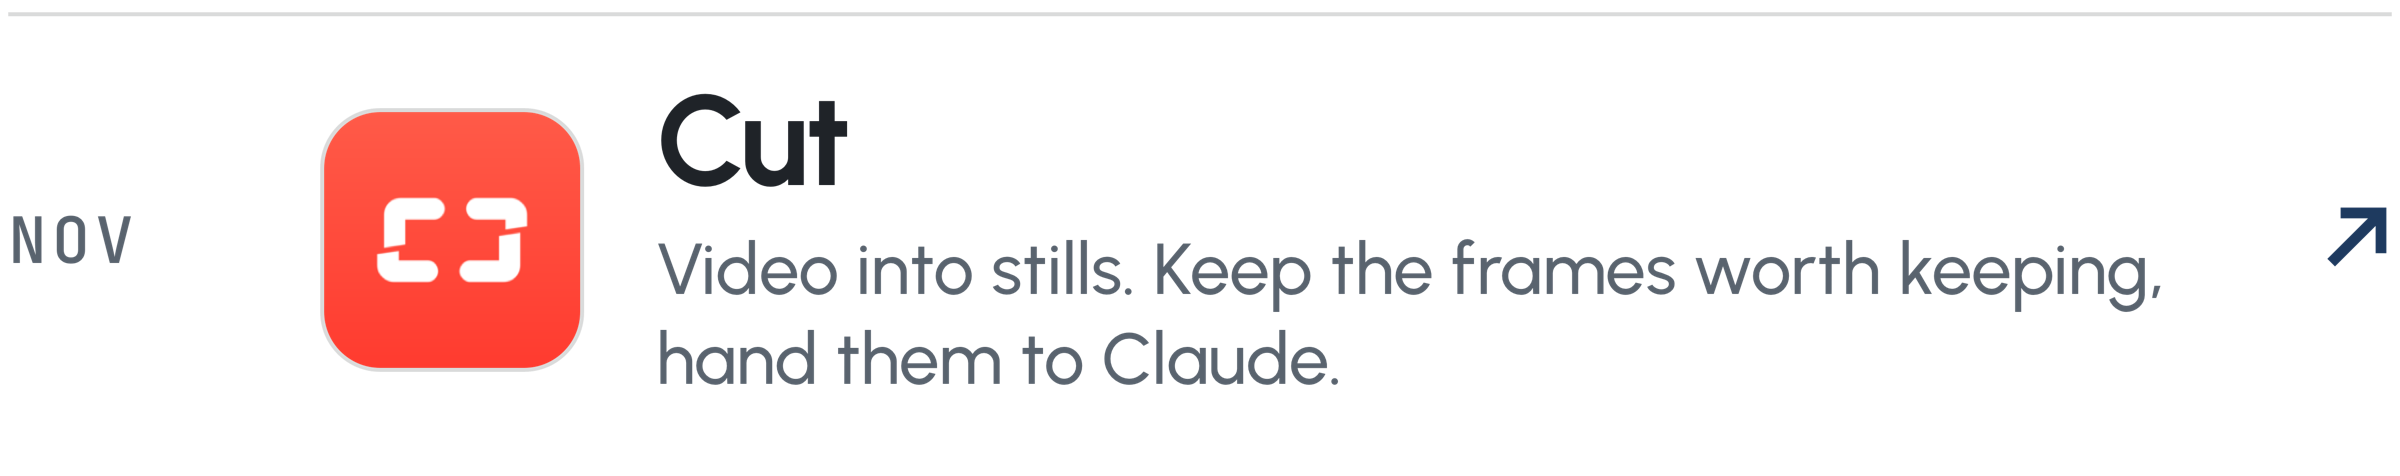 NOV
Cut
Video into stills. Keep the frames worth keeping,
hand them to Claude.